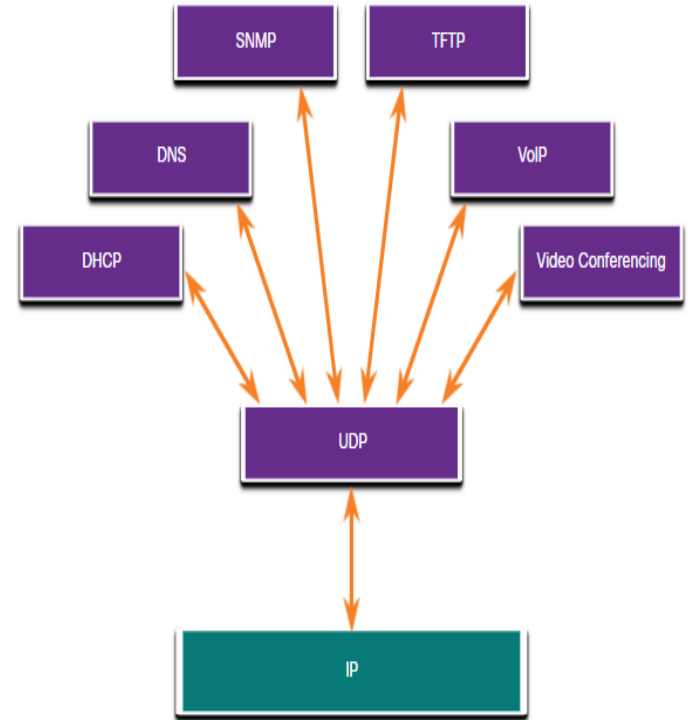 SNMP
TFTP
DNS
VoIP
DHCP
Video Conferencing
UDP
IP